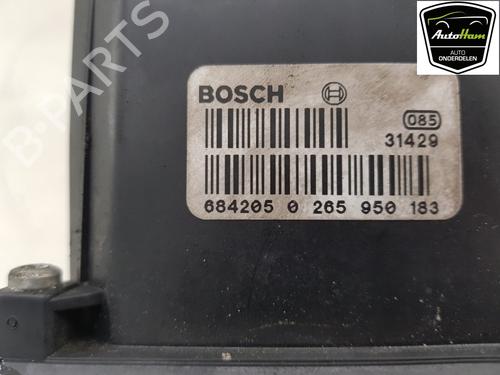 AutoHam
AUTO
ONDERDELEN
B-PARTS
BOSCH
085
31429
684205 0 265 950 183